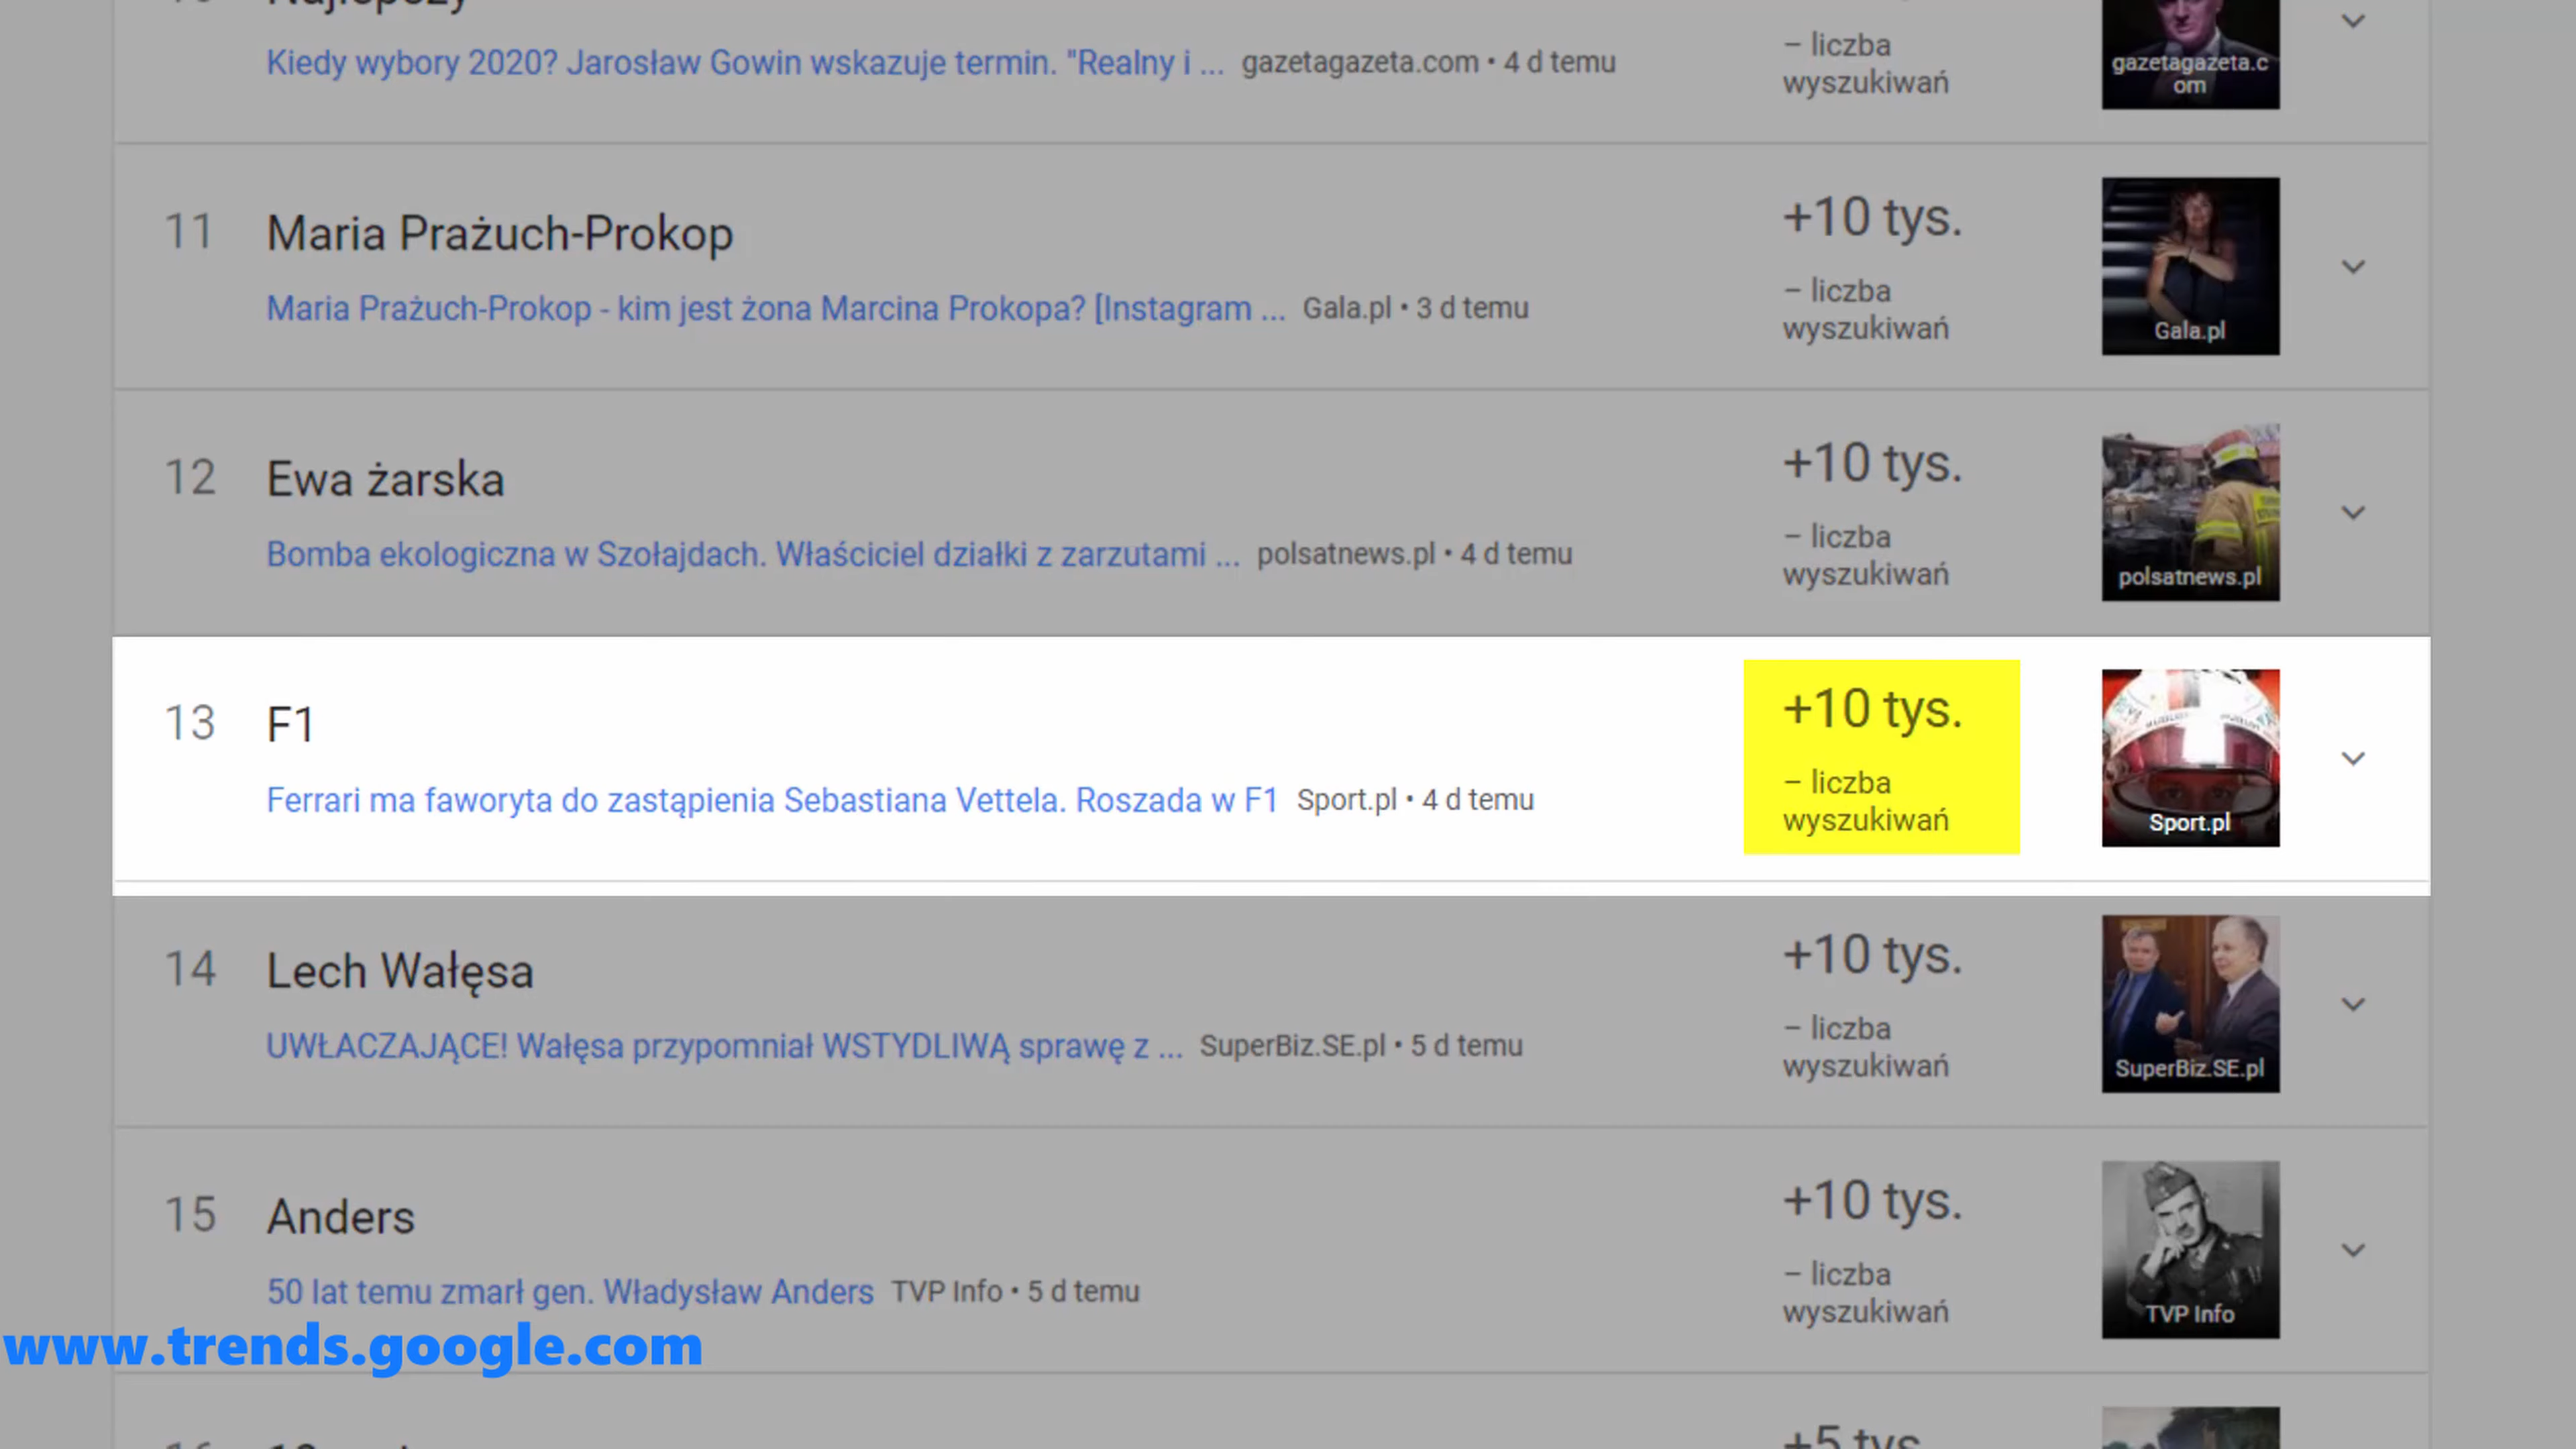 Kiedy wybory 2020? Jarosław Gowin wskazuje termin. "Realny i ... gazetagazeta.com • 4 d temu
– liczba
wyszukiwań
gazetagazeta.c
om
11
Maria Prażuch-Prokop
Maria Prażuch-Prokop - kim jest żona Marcina Prokopa? [Instagram ... Gala.pl • 3 d temu
+10 tys.
– liczba
wyszukiwań
Gala.pl
12
Ewa żarska
Bomba ekologiczna w Szołajdach. Właściciel działki z zarzutami ... polsatnews.pl • 4 d temu
+10 tys.
– liczba
wyszukiwań
polsatnews.pl
13
F1
Ferrari ma faworyta do zastąpienia Sebastiana Vettela. Roszada w F1 Sport.pl • 4 d temu
+10 tys.
– liczba
wyszukiwań
Sport.pl
14
Lech Wałęsa
UWŁACZAJĄCE! Wałęsa przypomniał WSTYDLIWĄ sprawę z ... SuperBiz.SE.pl • 5 d temu
+10 tys.
– liczba
wyszukiwań
SuperBiz.SE.pl
15
Anders
50 lat temu zmarł gen. Władysław Anders TVP Info • 5 d temu
+10 tys.
– liczba
wyszukiwań
TVP Info
www.trends.google.com
+5 tys.